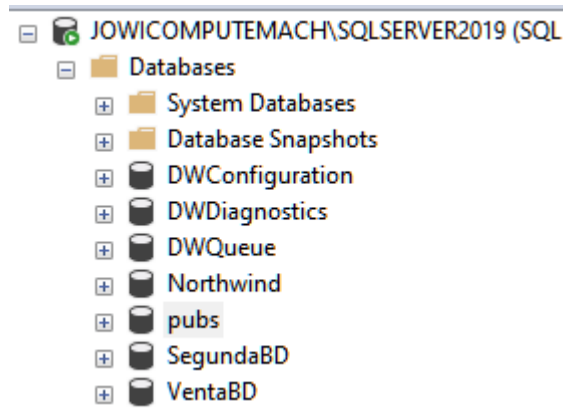 JOWICOMPUTEMACH\SQLSERVER2019 (SQL
Databases
System Databases
Database Snapshots
DWConfiguration
DWDiagnostics
DWQueue
Northwind
pubs
SegundaBD
VentaBD